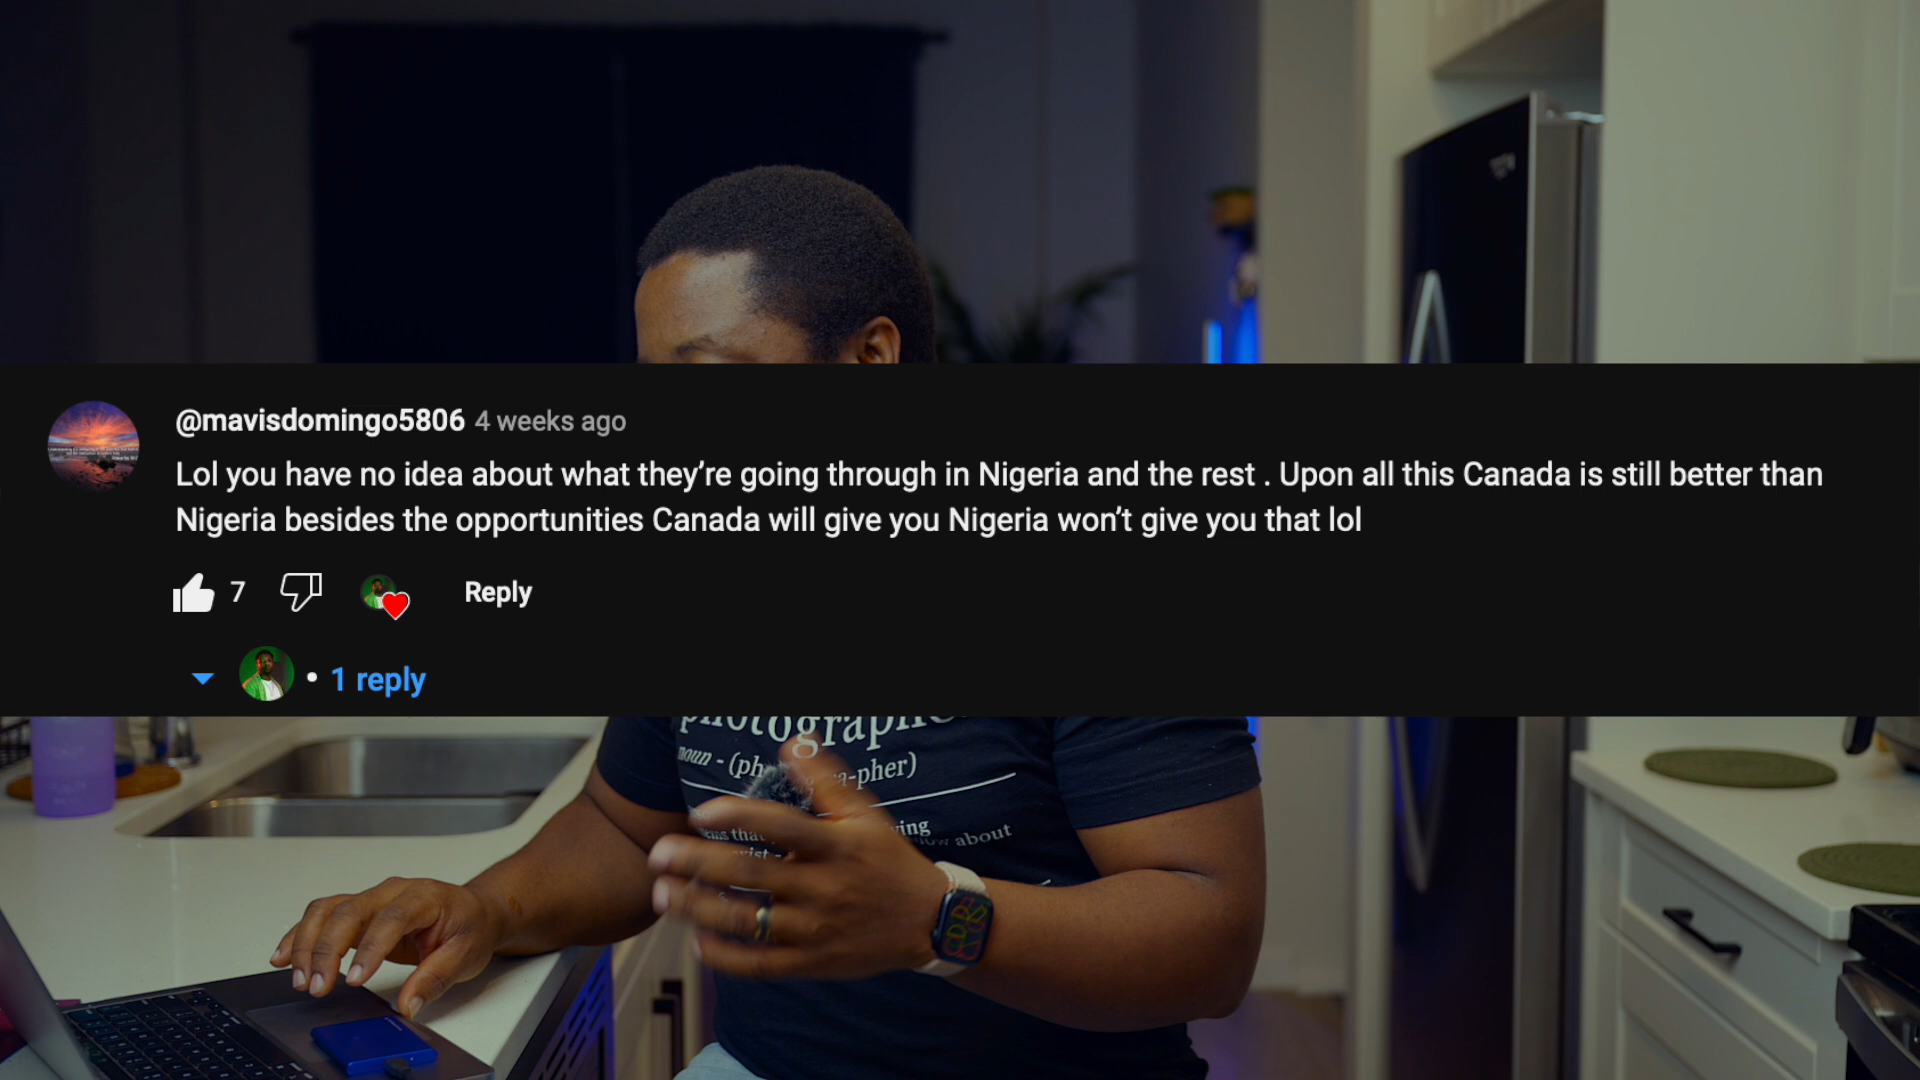 @mavisdomingo5806 4 weeks ago
Lol you have no idea about what they’re going through in Nigeria and the rest . Upon all this Canada is still better than
Nigeria besides the opportunities Canada will give you Nigeria won’t give you that lol
7 Reply
• 1 reply
noun - (ph a-pher)
about